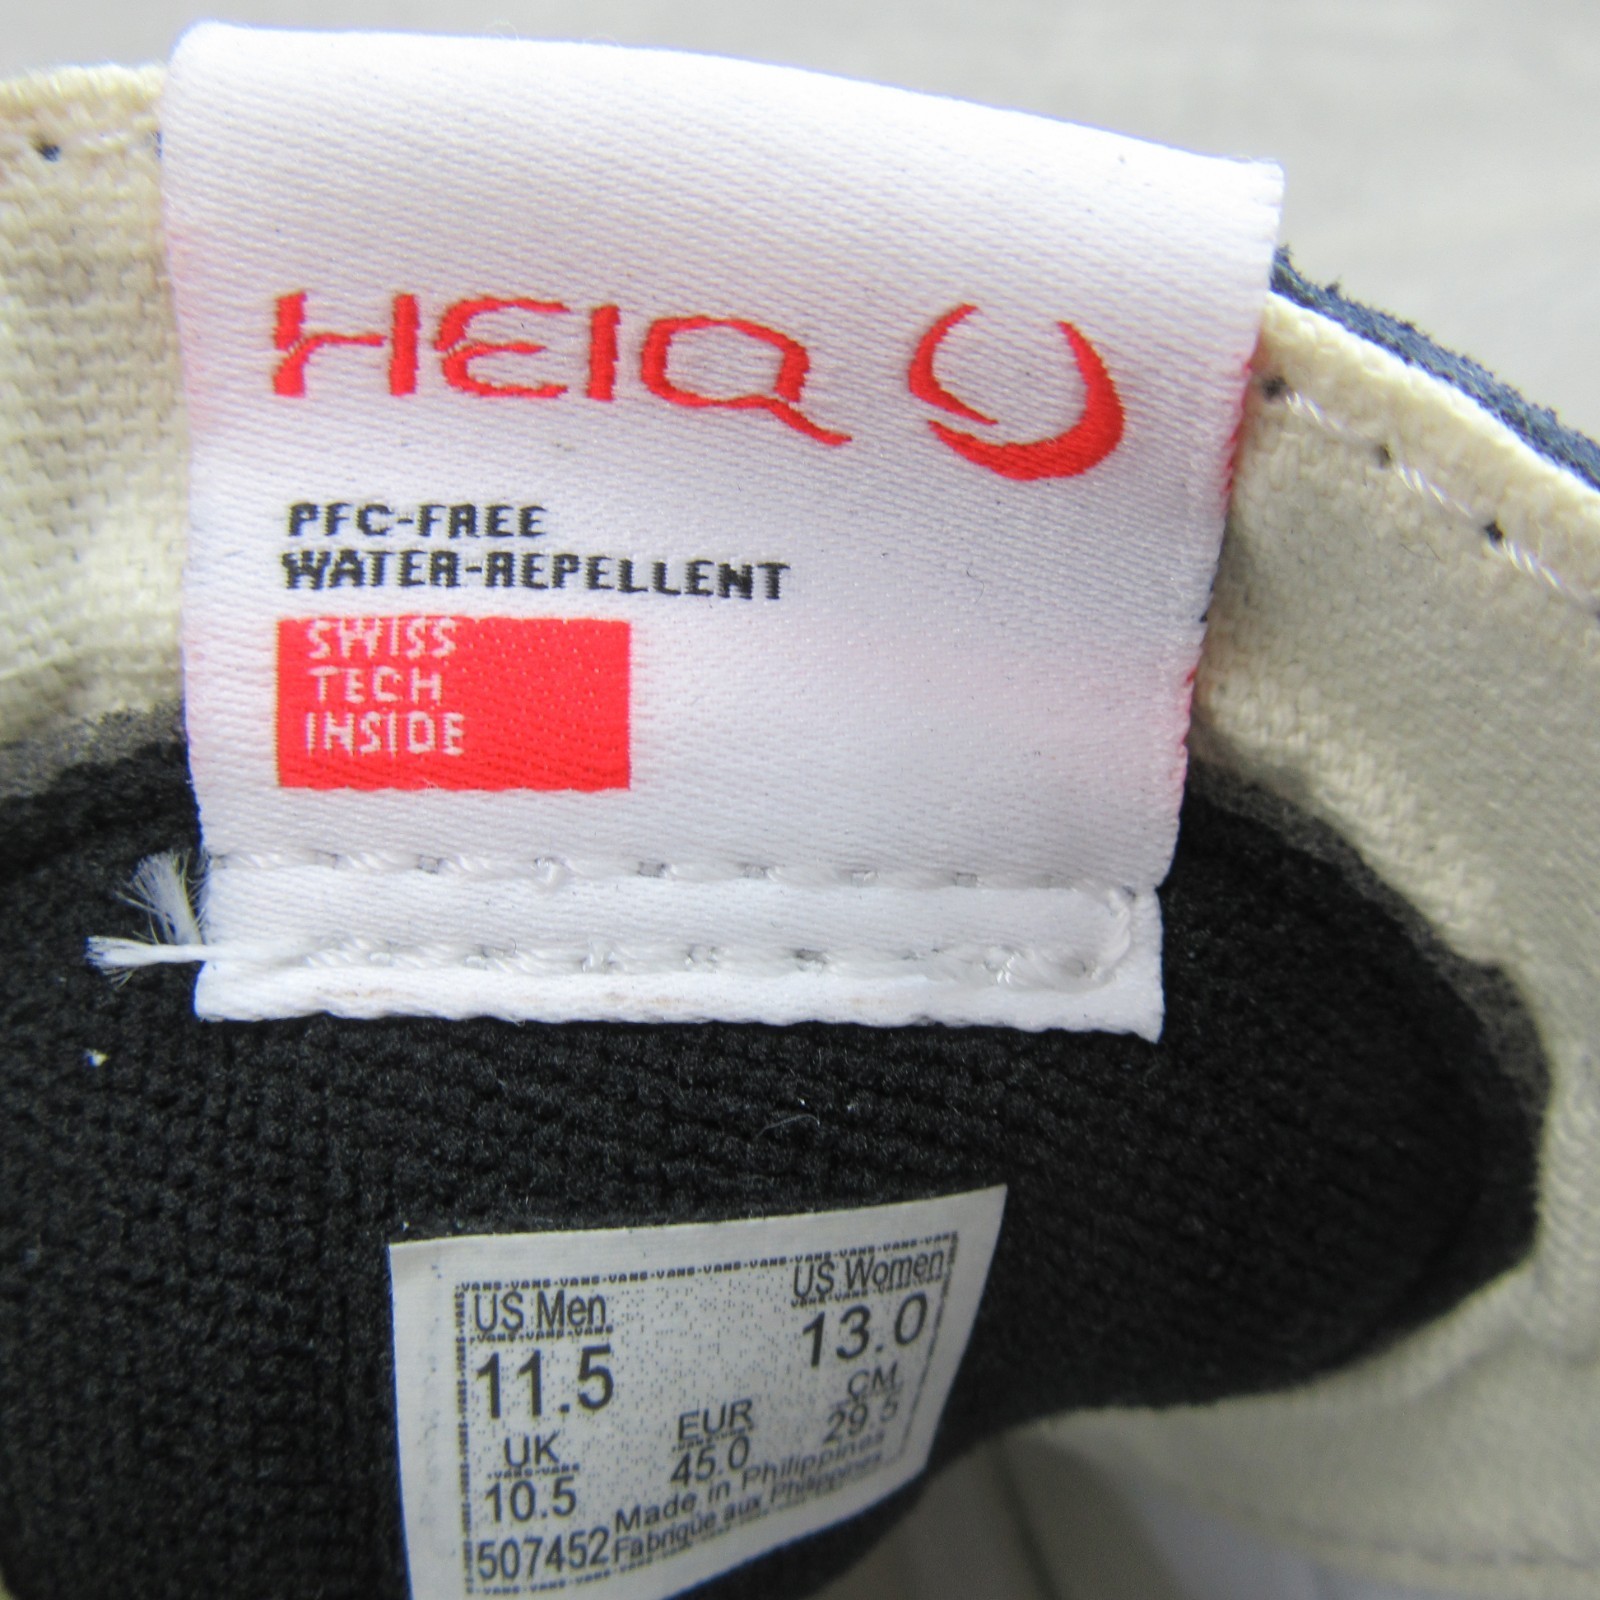 HEIQ
PFC-FREE
WATER-REPELLENT
SWISS
TECH
INSIDE
US Men
11.5
US Women
13.0
UK
10.5
EUR
45.0
CM
29.5
507452
Made in Philippines
Fabriqüe aux Philippines